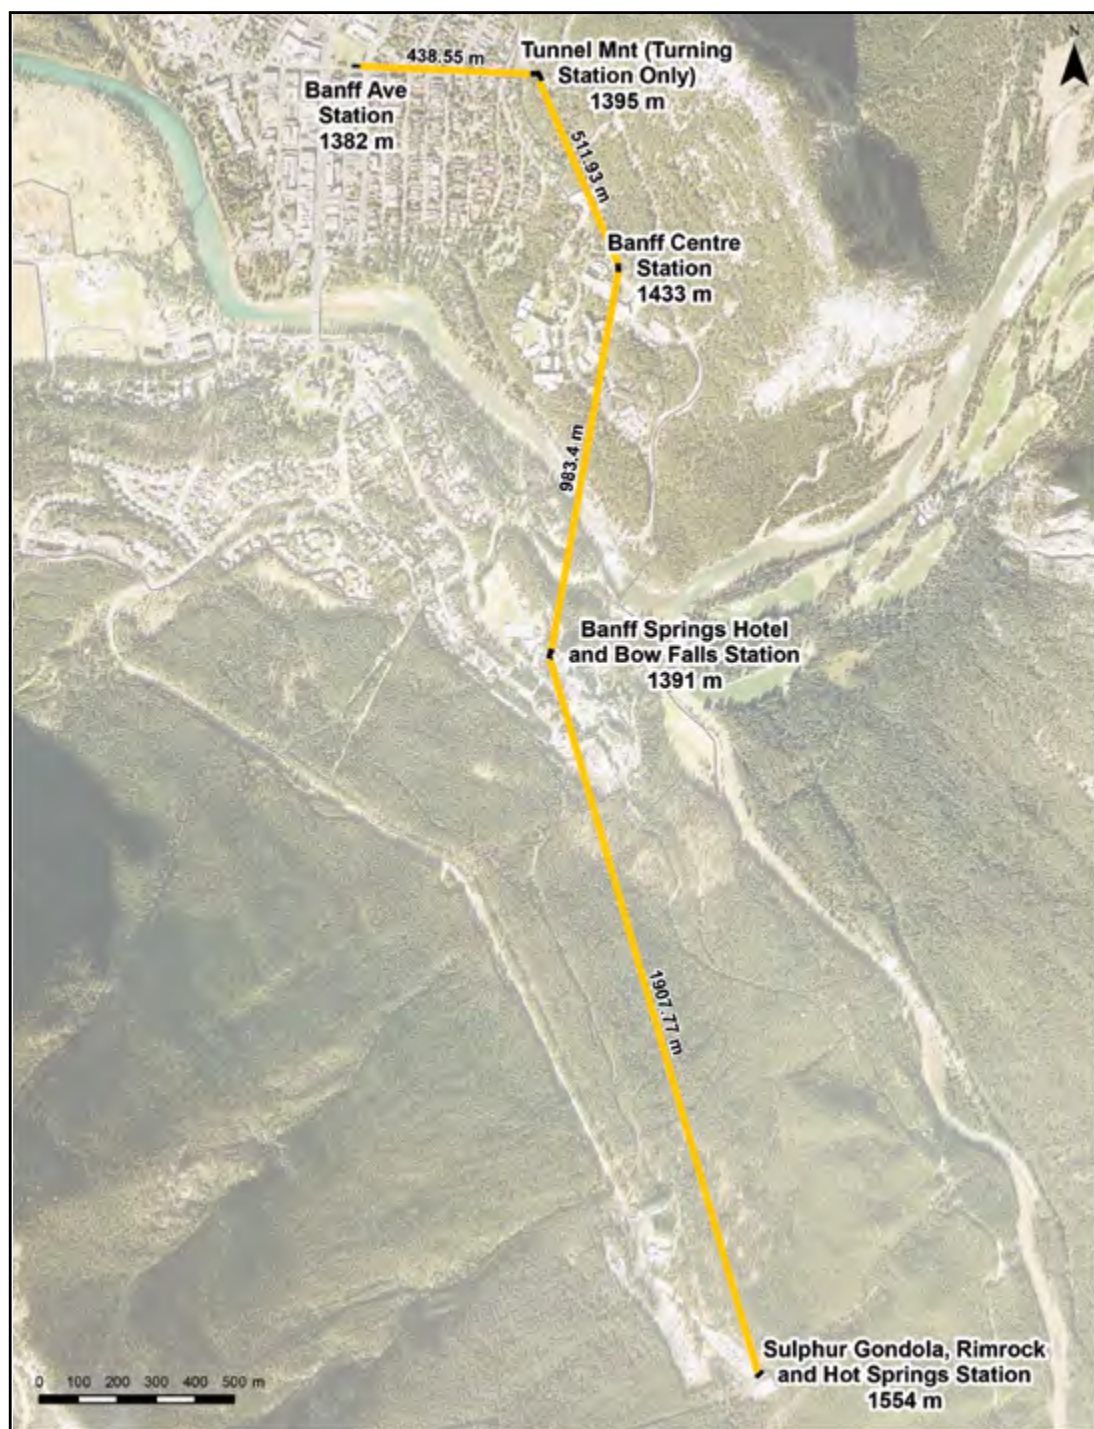 N
438.55 m
Tunnel Mnt (Turning
Station Only)
1395 m
Banff Ave
Station
1382 m
511.93 m
Banff Centre
Station
1433 m
983.4 m
Banff Springs Hotel
and Bow Falls Station
1391 m
1907.77 m
Sulphur Gondola, Rimrock
and Hot Springs Station
1554 m
0 100 200 300 400 500 m